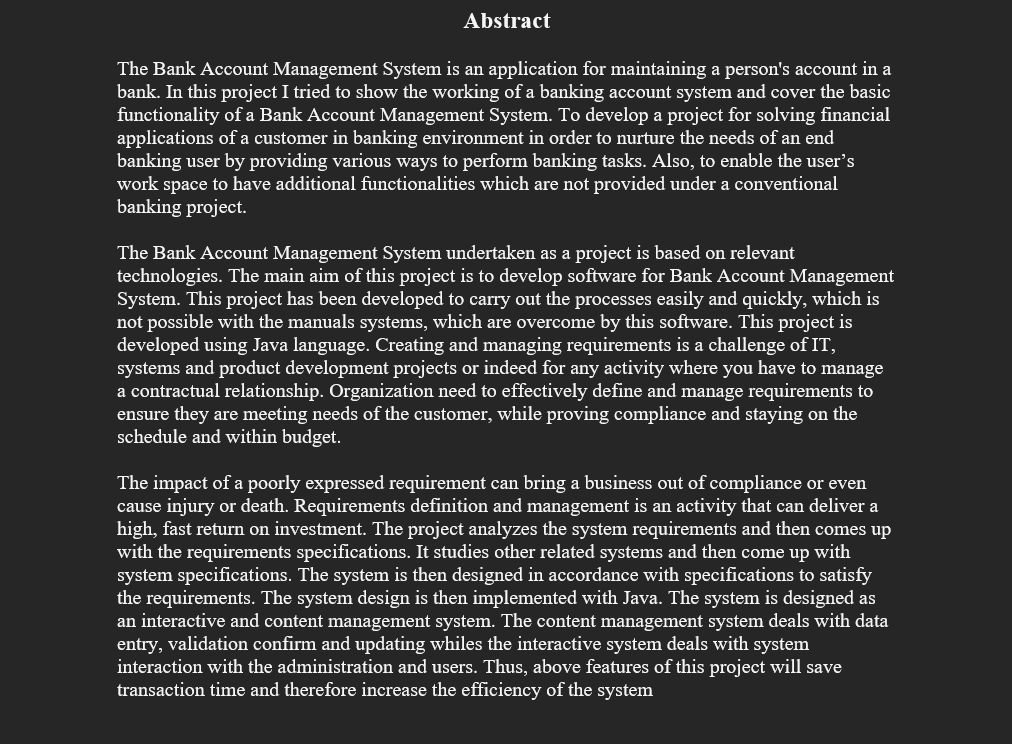 Abstract
The Bank Account Management System is an application for maintaining a person's account in a
bank. In this project I tried to show the working of a banking account system and cover the basic
functionality of a Bank Account Management System. To develop a project for solving financial
applications of a customer in banking environment in order to nurture the needs of an end
banking user by providing various ways to perform banking tasks. Also, to enable the user’s
work space to have additional functionalities which are not provided under a conventional
banking project.
The Bank Account Management System undertaken as a project is based on relevant
technologies. The main aim of this project is to develop software for Bank Account Management
System. This project has been developed to carry out the processes easily and quickly, which is
not possible with the manuals systems, which are overcome by this software. This project is
developed using Java language. Creating and managing requirements is a challenge of IT,
systems and product development projects or indeed for any activity where you have to manage
a contractual relationship. Organization need to effectively define and manage requirements to
ensure they are meeting needs of the customer, while proving compliance and staying on the
schedule and within budget.
The impact of a poorly expressed requirement can bring a business out of compliance or even
cause injury or death. Requirements definition and management is an activity that can deliver a
high, fast return on investment. The project analyzes the system requirements and then comes up
with the requirements specifications. It studies other related systems and then come up with
system specifications. The system is then designed in accordance with specifications to satisfy
the requirements. The system design is then implemented with Java. The system is designed as
an interactive and content management system. The content management system deals with data
entry, validation confirm and updating whiles the interactive system deals with system
interaction with the administration and users. Thus, above features of this project will save
transaction time and therefore increase the efficiency of the system